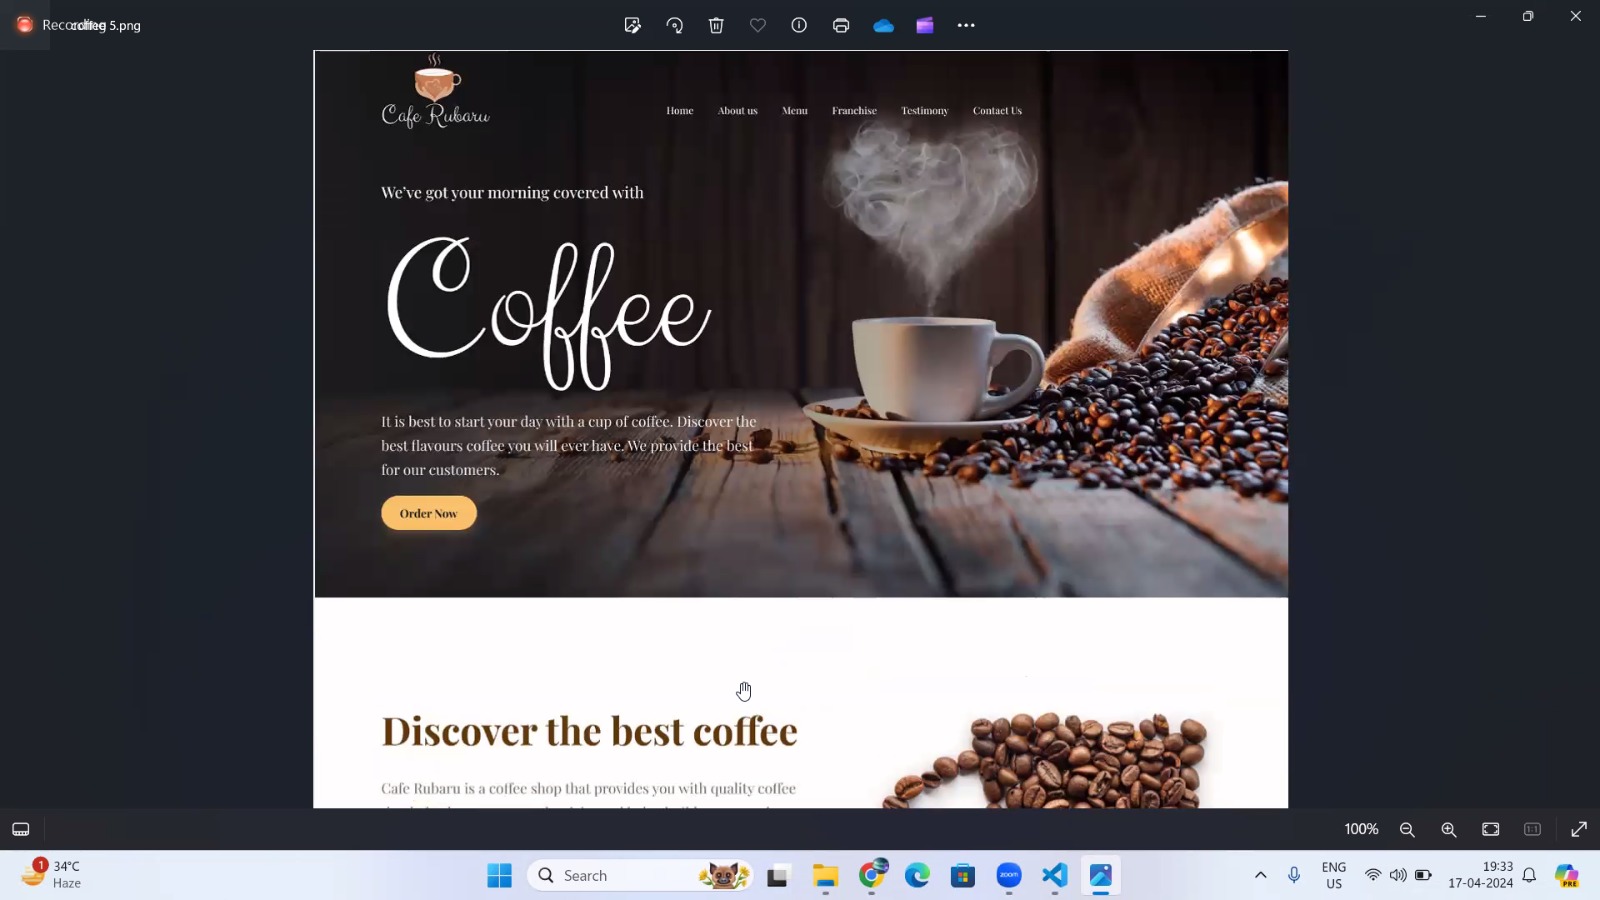 Recording
coffee 5.png
Cafe Rubaru
Home About us Menu Franchise Testimony Contact Us
We've got your morning covered with
Coffee
It is best to start your day with a cup of coffee. Discover the
best flavours coffee you will ever have. We provide the best
for our customers.
Order Now
Discover the best coffee
Cafe Rubaru is a coffee shop that provides you with quality coffee
100%
1:1
1
34°C
Haze
Search
zoom
ENG
US
19:33
17-04-2024
PRE